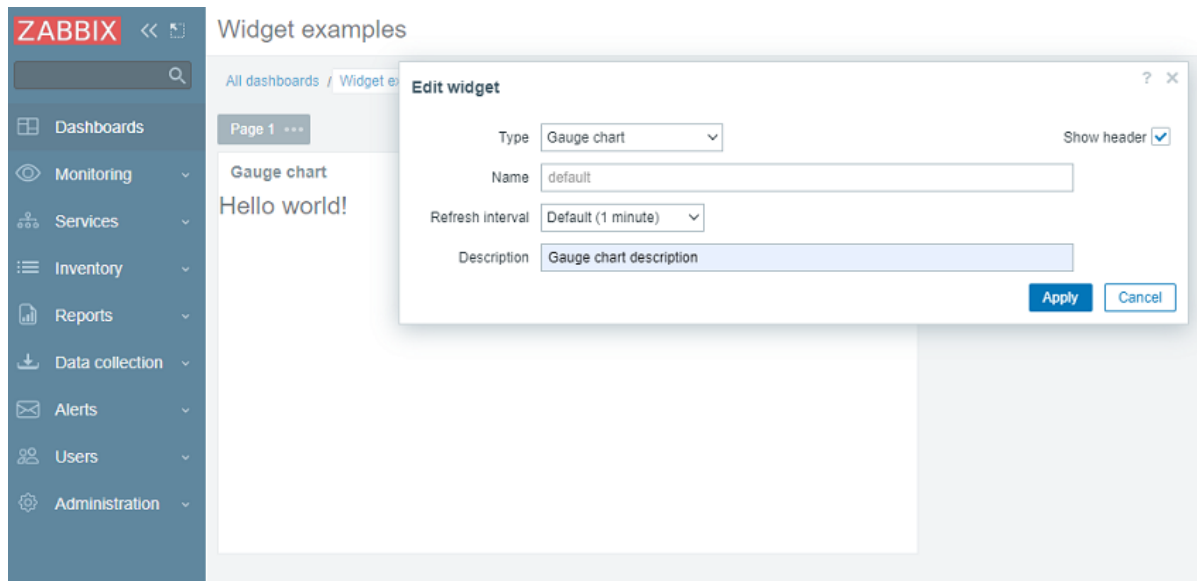 ZABBIX
Widget examples
All dashboards / Widget ex
Page 1
Gauge chart
Hello world!
Dashboards
Monitoring
Services
Inventory
Reports
Data collection
Alerts
Users
Administration
Edit widget
?
Type Gauge chart Show header
Name default
Refresh interval Default (1 minute)
Description Gauge chart description
Apply Cancel